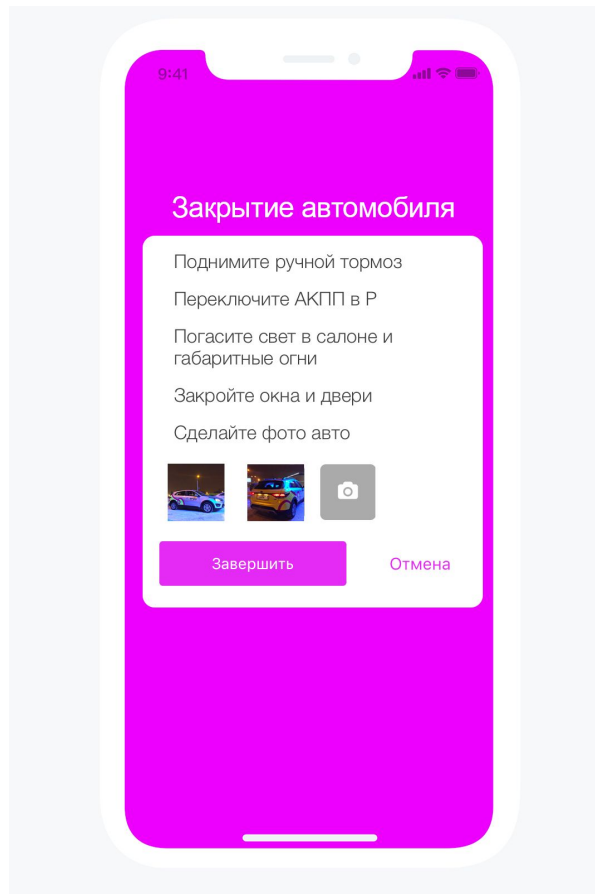 9:41
Закрытие автомобиля
Поднимите ручной тормоз
Переключите АКПП в Р
Погасите свет в салоне и
габаритные огни
Закройте окна и двери
Сделайте фото авто
Завершить
Отмена